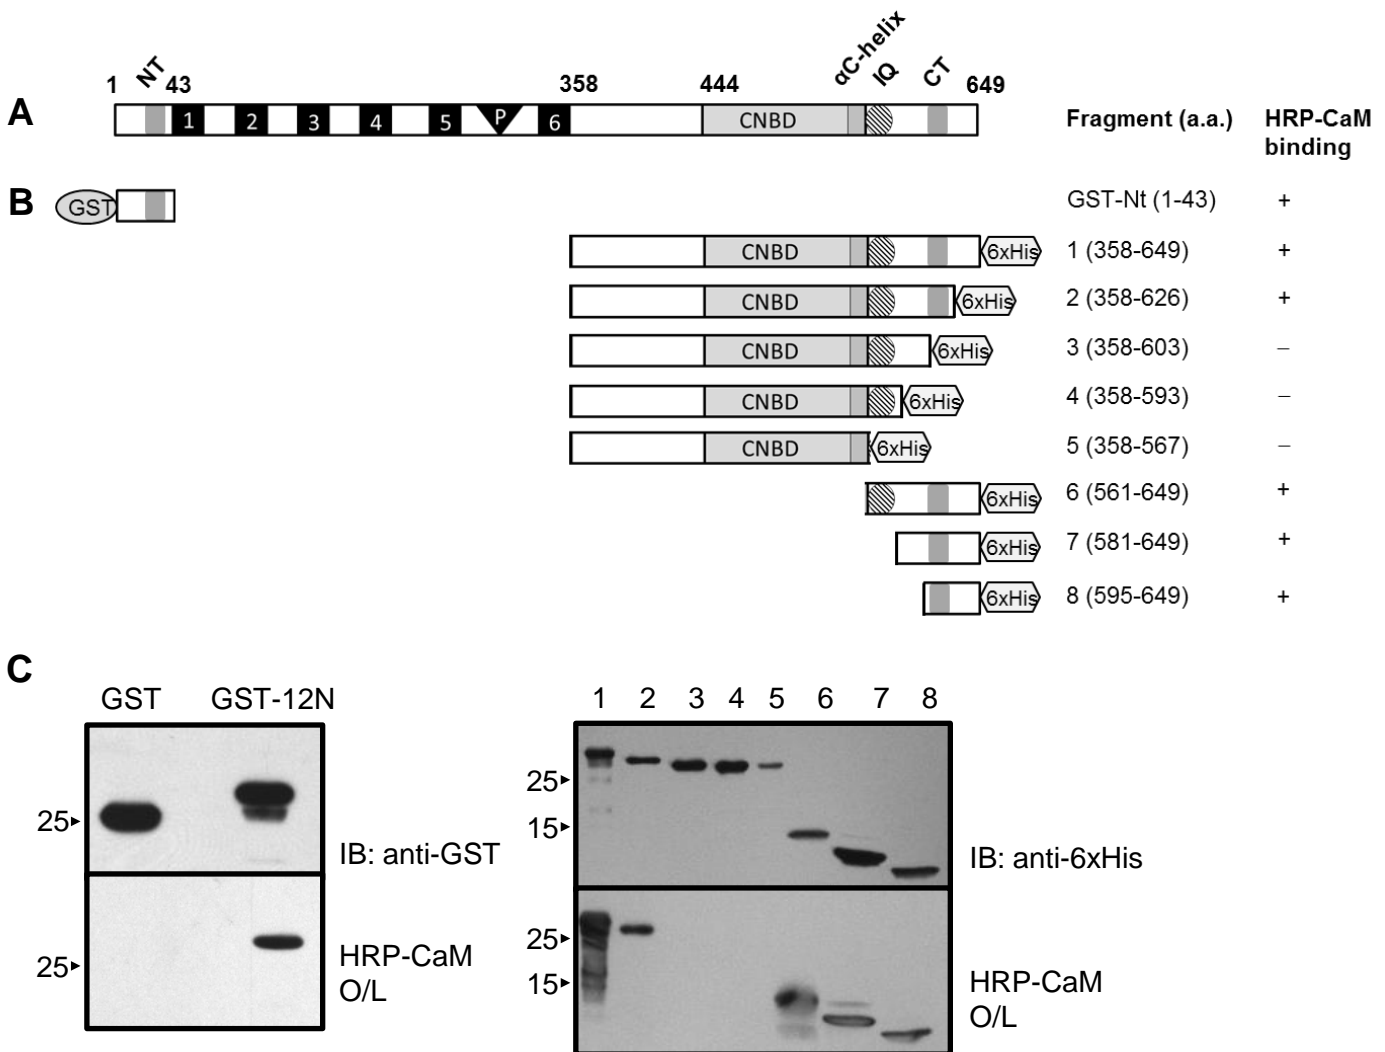 αC-helix
NT IQ CT
1 43 358 444 649
A 1 2 3 4 5 P 6 CNBD Fragment (a.a.) HRP-CaM
binding
B GST GST-Nt (1-43) +
CNBD 6xHis 1 (358-649) +
CNBD 6xHis 2 (358-626) +
CNBD 6xHis 3 (358-603) –
CNBD 6xHis 4 (358-593) –
CNBD 6xHis 5 (358-567) –
6xHis 6 (561-649) +
6xHis 7 (581-649) +
6xHis 8 (595-649) +
C
GST GST-12N
25
IB: anti-GST
25
HRP-CaM
O/L
1 2 3 4 5 6 7 8
25
15
IB: anti-6xHis
25
15
HRP-CaM
O/L